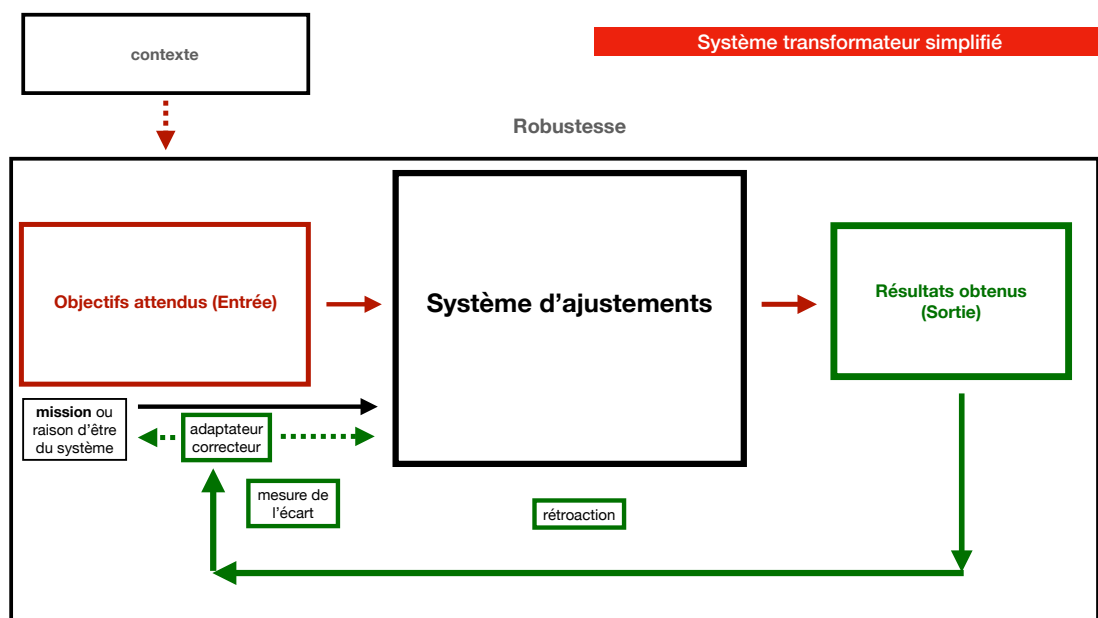 contexte
Système transformateur simplifié
Robustesse
Objectifs attendus (Entrée)
Système d’ajustements
Résultats obtenus
(Sortie)
mission ou
raison d’être
du système
adaptateur
correcteur
mesure de
l’écart
rétroaction